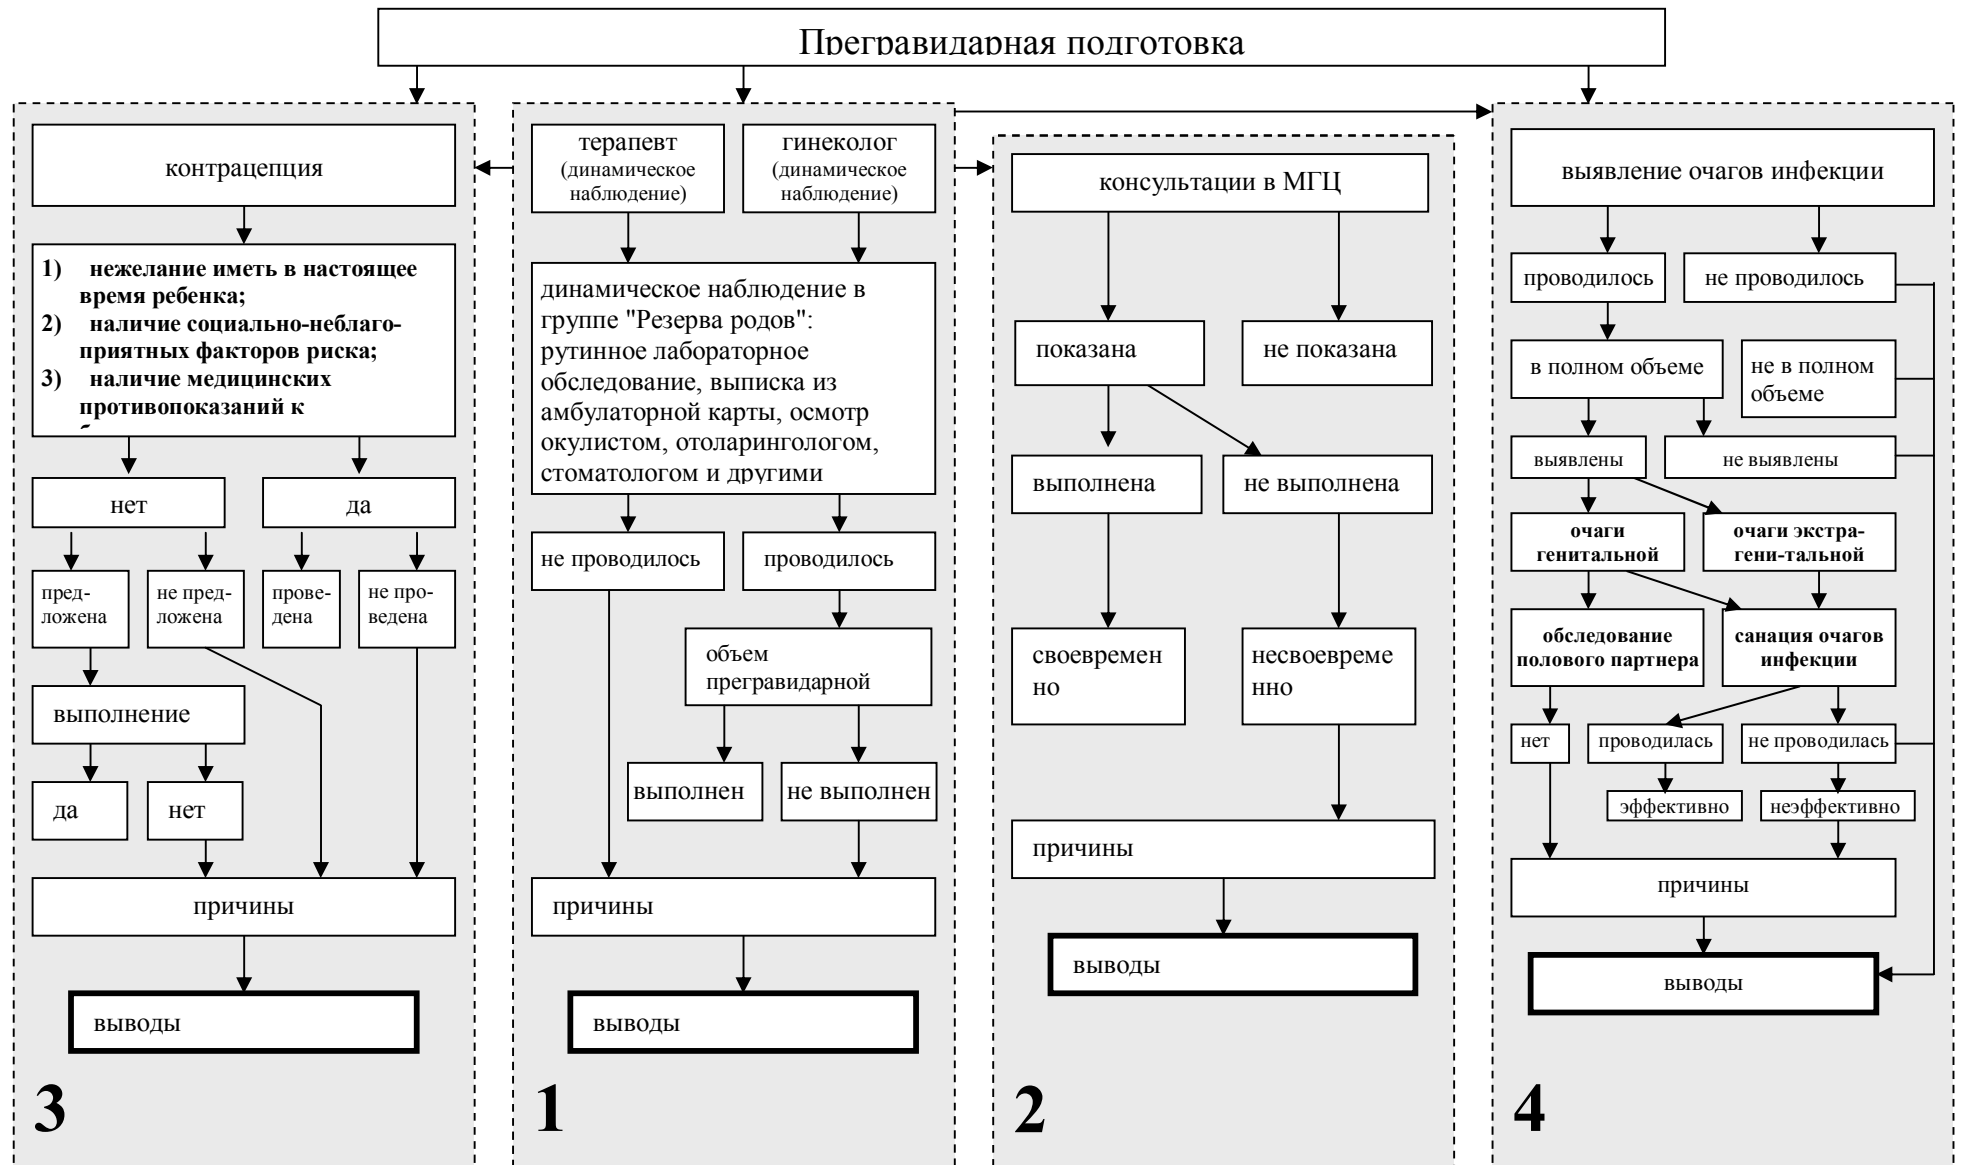 Прегравидарная подготовка
контрацепция
1) нежелание иметь в настоящее
время ребенка;
2) наличие социально-неблаго-
приятных факторов риска;
3) наличие медицинских
противопоказаний к
нет
да
пред-
ложена
не пред-
ложена
прове-
дена
не про-
ведена
выполнение
да
нет
причины
выводы
3
терапевт
(динамическое
наблюдение)
гинеколог
(динамическое
наблюдение)
динамическое наблюдение в
группе "Резерва родов":
рутинное лабораторное
обследование, выписка из
амбулаторной карты, осмотр
окулистом, отоларингологом,
стоматологом и другими
не проводилось
проводилось
объем
прегравидарной
выполнен
не выполнен
причины
выводы
1
консультации в МГЦ
показана
не показана
выполнена
не выполнена
своевремен
но
несвоевреме
нно
причины
выводы
2
выявление очагов инфекции
проводилось
не проводилось
в полном объеме
не в полном
объеме
выявлены
не выявлены
очаги
генитальной
очаги экстра-
гени-тальной
обследование
полового партнера
санация очагов
инфекции
нет
проводилась
не проводилась
эффективно
неэффективно
причины
выводы
4